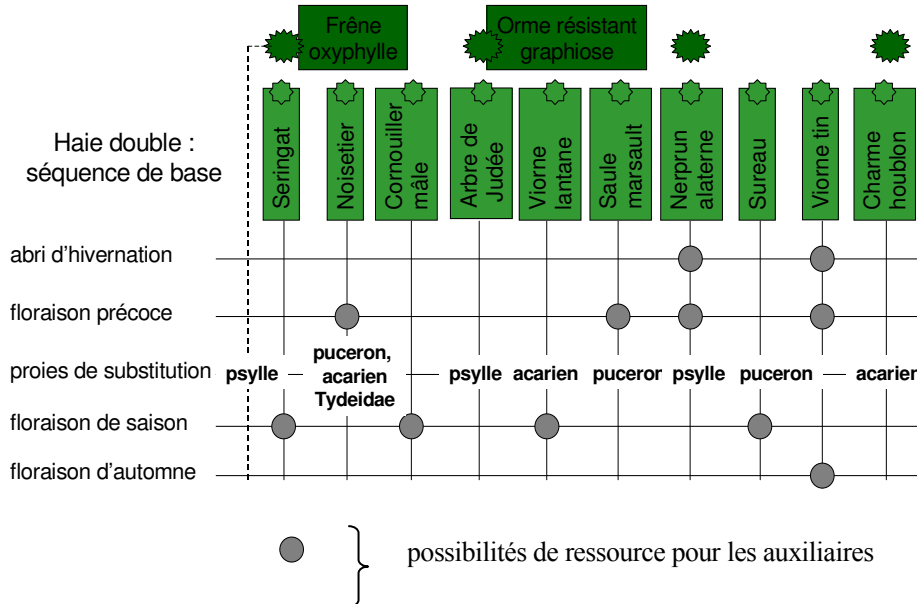 Frêne
oxyphylle
Orme résistant
graphiose
Haie double :
séquence de base
Seringat
Noisetier
Cornouiller
mâle
Arbre de
Judée
Viorne
lantane
Saule
marsault
Nerprun
alaterne
Sureau
Viorne tin
Charme
houblon
abri d'hivernation
floraison précoce
proies de substitution
psylle
puceron,
acarien
Tydeidae
psylle
acarien
puceror
psylle
puceron
acarier
floraison de saison
floraison d'automne
possibilités de ressource pour les auxiliaires